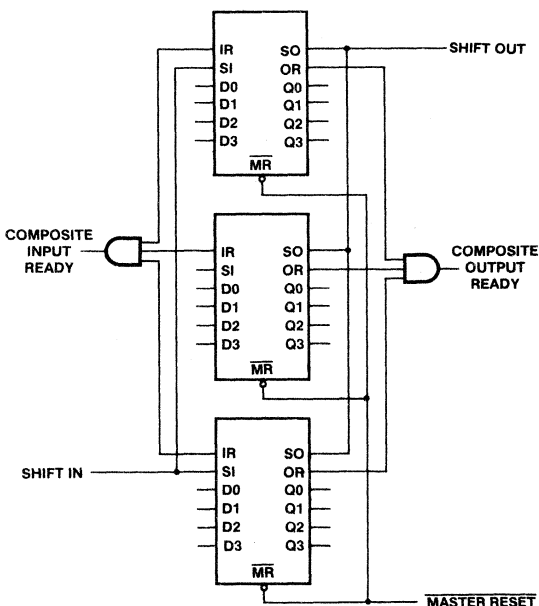 IR SO SHIFT OUT
SI OR
D0 Q0
D1 Q1
D2 Q2
D3 Q3
MR
COMPOSITE INPUT READY
IR SO
SI OR
D0 Q0
D1 Q1
D2 Q2
D3 Q3
MR
COMPOSITE OUTPUT READY
IR SO
SHIFT IN SI OR
D0 Q0
D1 Q1
D2 Q2
D3 Q3
MR
MASTER RESET